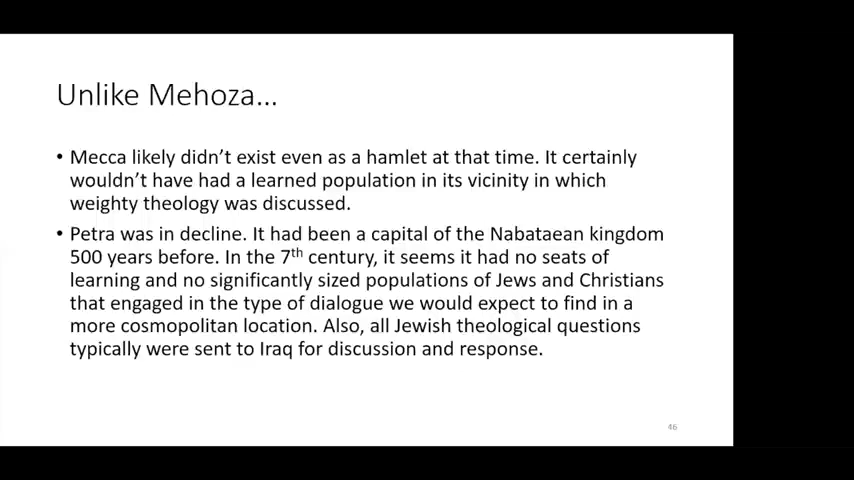 Unlike Mehoza...
• Mecca likely didn't exist even as a hamlet at that time. It certainly
wouldn't have had a learned population in its vicinity in which
weighty theology was discussed.
• Petra was in decline. It had been a capital of the Nabataean kingdom
500 years before. In the 7th century, it seems it had no seats of
learning and no significantly sized populations of Jews and Christians
that engaged in the type of dialogue we would expect to find in a
more cosmopolitan location. Also, all Jewish theological questions
typically were sent to Iraq for discussion and response.
46